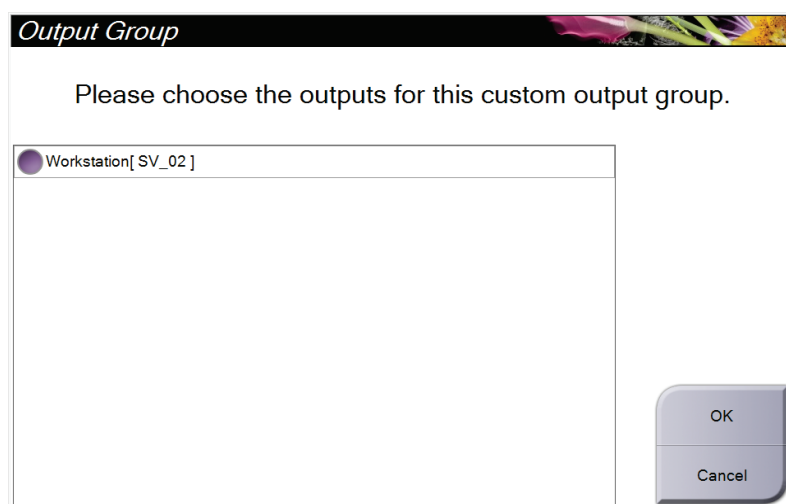 Output Group
Please choose the outputs for this custom output group.
Workstation[ SV_02 ]
OK
Cancel